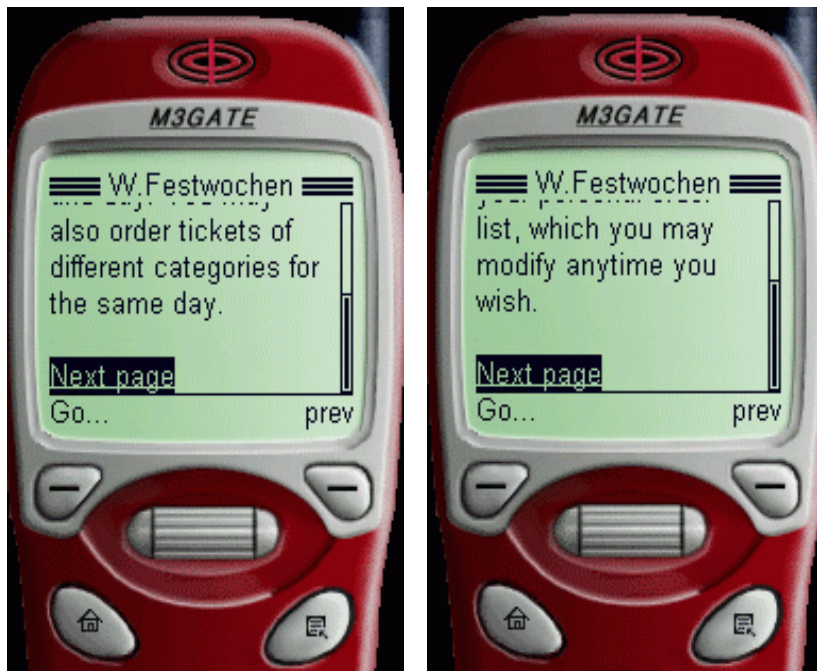 M3GATE
W.Festwochen
also order tickets of
different categories for
the same day.
Next page
Go... prev
M3GATE
W.Festwochen
list, which you may
modify anytime you
wish.
Next page
Go... prev